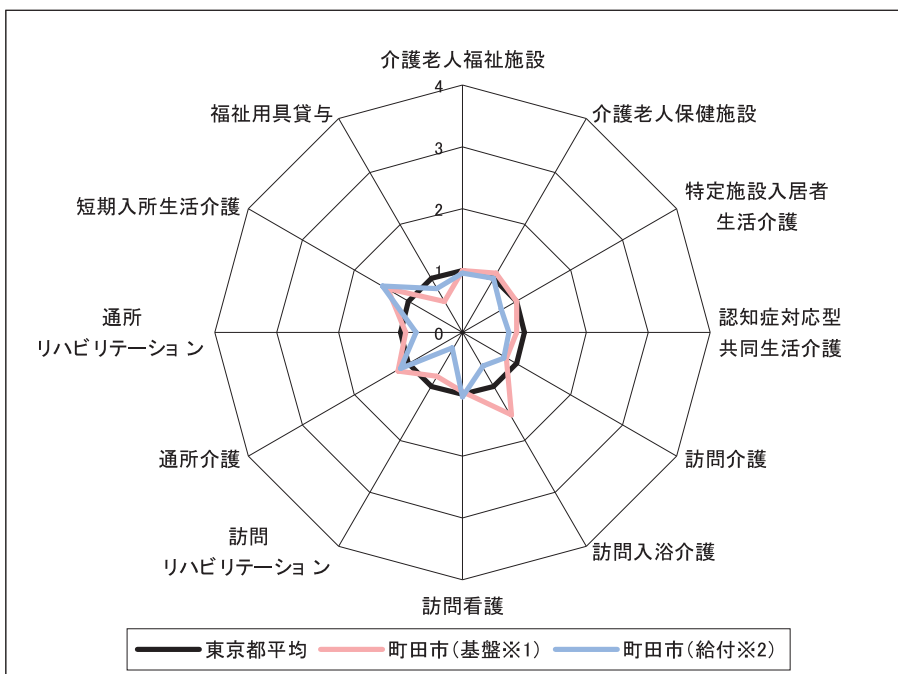 介護老人福祉施設
4
福祉用具貸与
介護老人保健施設
3
短期入所生活介護
特定施設入居者
生活介護
2
1
通所
リハビリテーション
0
認知症対応型
共同生活介護
通所介護
訪問介護
訪問
リハビリテーション
訪問入浴介護
訪問看護
東京都平均
町田市(基盤※1)
町田市(給付※2)